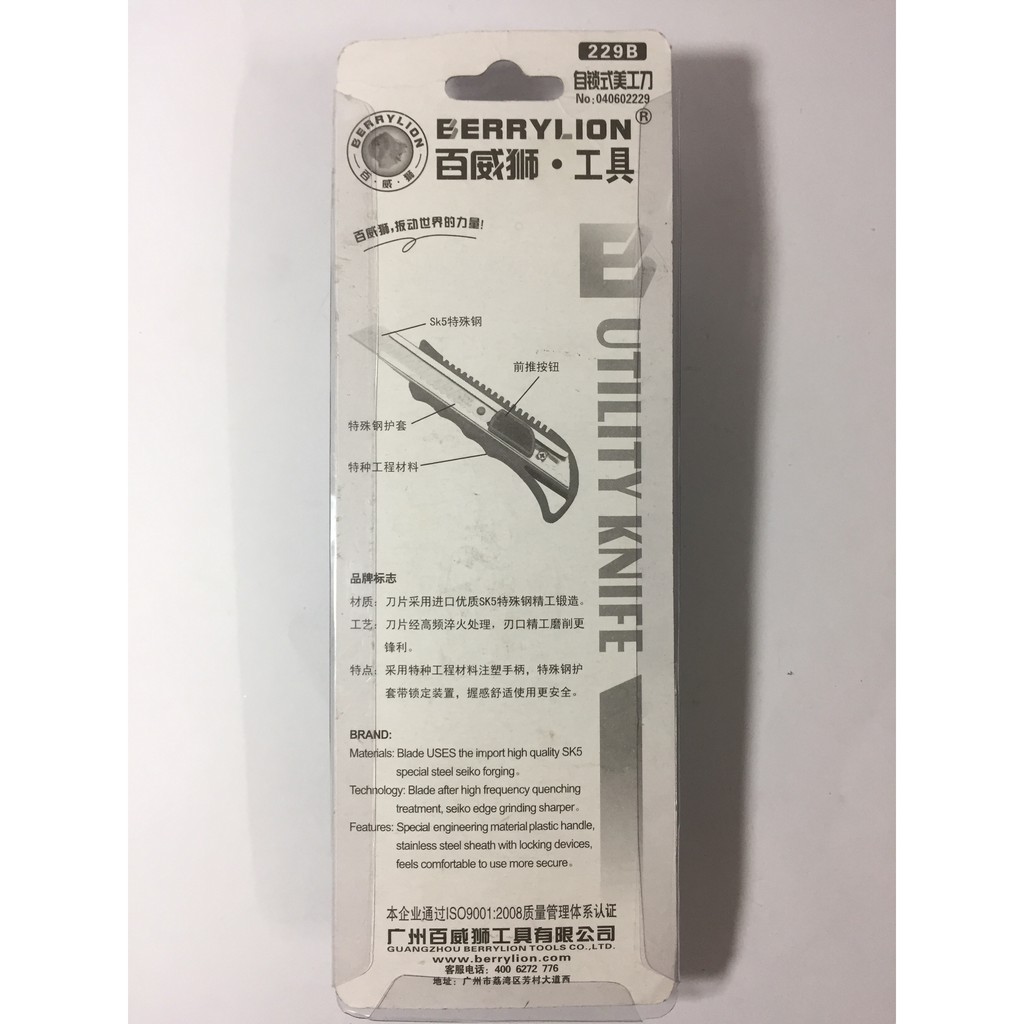 229B
自锁式美工刀
No:040602229
BERRYLION
百·威·狮
BERRYLION®
百威狮·工具
百威狮,扳动世界的力量!
UTILITY KNIFE
Sk5特殊钢
前推按钮
特殊钢护套
特种工程材料
品牌标志
材质：刀片采用进口优质SK5特殊钢精工锻造。
工艺：刀片经高频淬火处理，刃口精工磨削更
锋利。
特点：采用特种工程材料注塑手柄，特殊钢护
套带锁定装置，握感舒适使用更安全。
BRAND:
Materials: Blade USES the import high quality SK5
special steel seiko forging。
Technology: Blade after high frequency quenching
treatment, seiko edge grinding sharper。
Features: Special engineering material plastic handle,
stainless steel sheath with locking devices,
feels comfortable to use more secure。
本企业通过ISO9001:2008质量管理体系认证
广州百威狮工具有限公司
GUANGZHOU BERRYLION TOOLS CO.,LTD.
www.berrylion.com
客服电话：400 6272 776
地址：广州市荔湾区芳村大道西